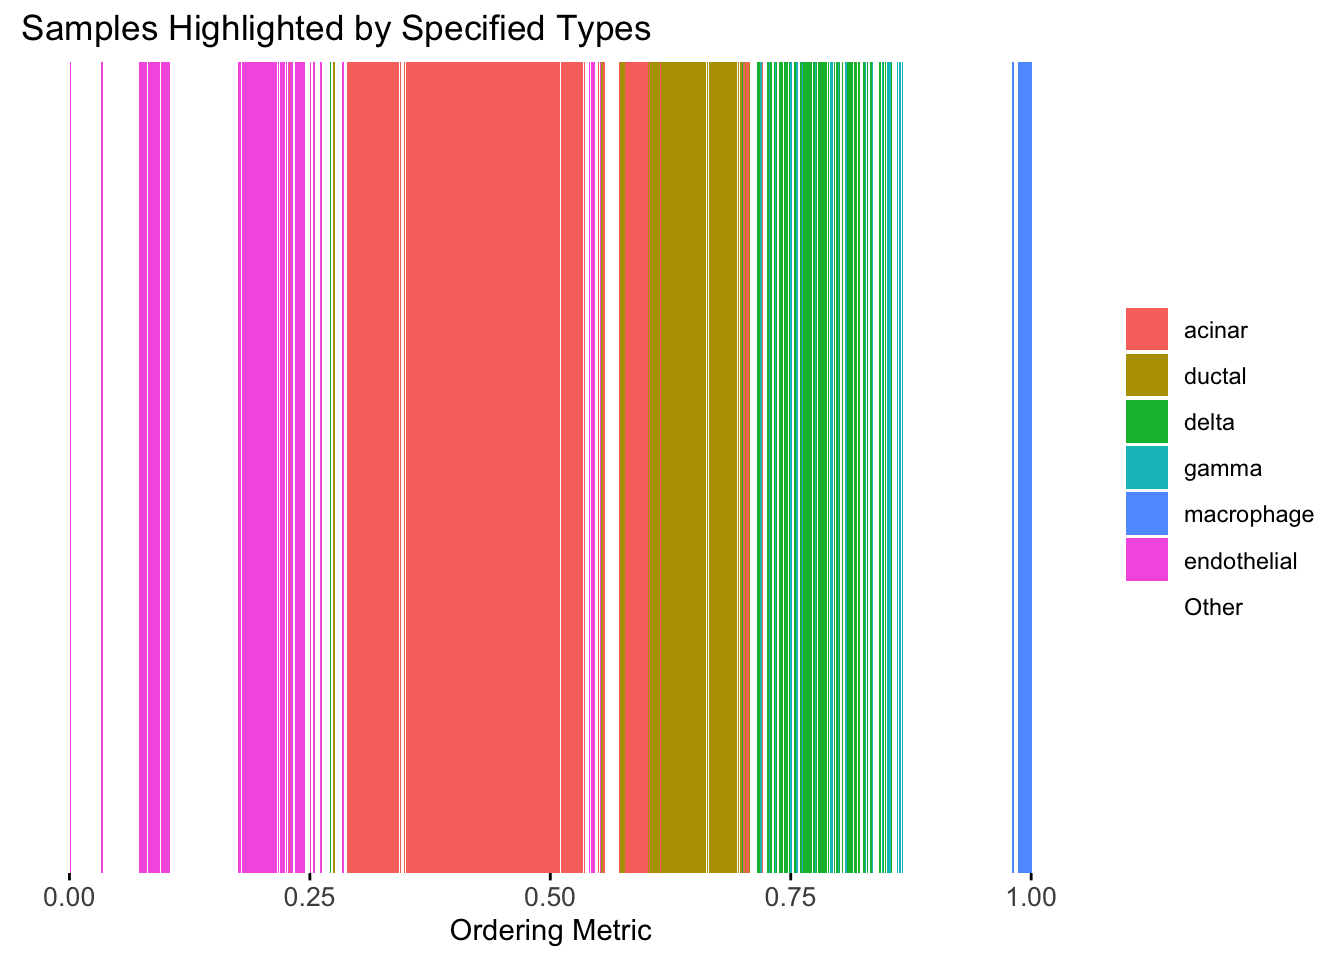 Samples Highlighted by Specified Types
acinar
ductal
delta
gamma
macrophage
endothelial
Other
0.00 0.25 0.50 0.75 1.00
Ordering Metric